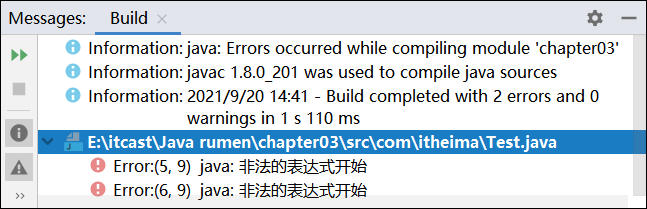 Messages: Build ×
Information: java: Errors occurred while compiling module 'chapter03'
Information: javac 1.8.0_201 was used to compile java sources
Information: 2021/9/20 14:41 - Build completed with 2 errors and 0
warnings in 1 s 110 ms
E:\itcast\Java rumen\chapter03\src\com\itheima\Test.java
Error:(5, 9) java: 非法的表达式开始
Error:(6, 9) java: 非法的表达式开始